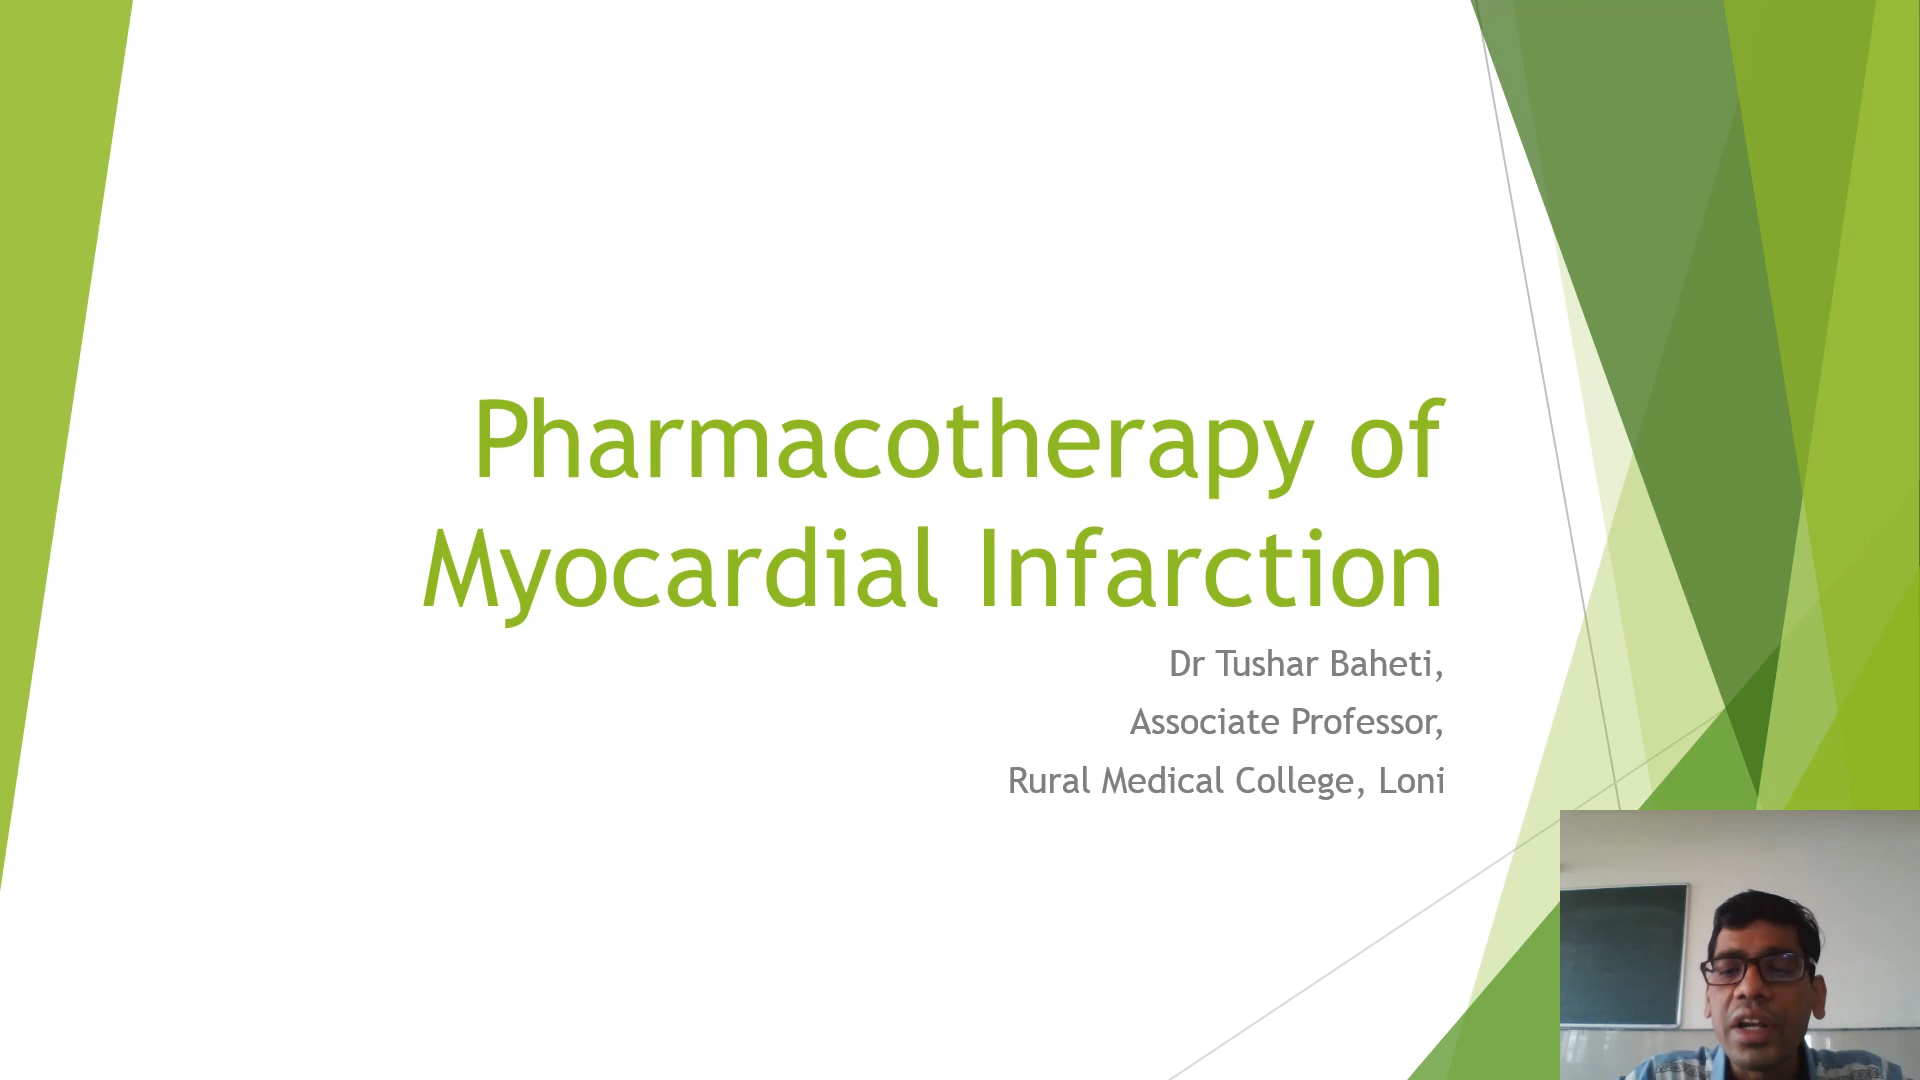 Pharmacotherapy of
Myocardial Infarction
Dr Tushar Baheti,
Associate Professor,
Rural Medical College, Loni